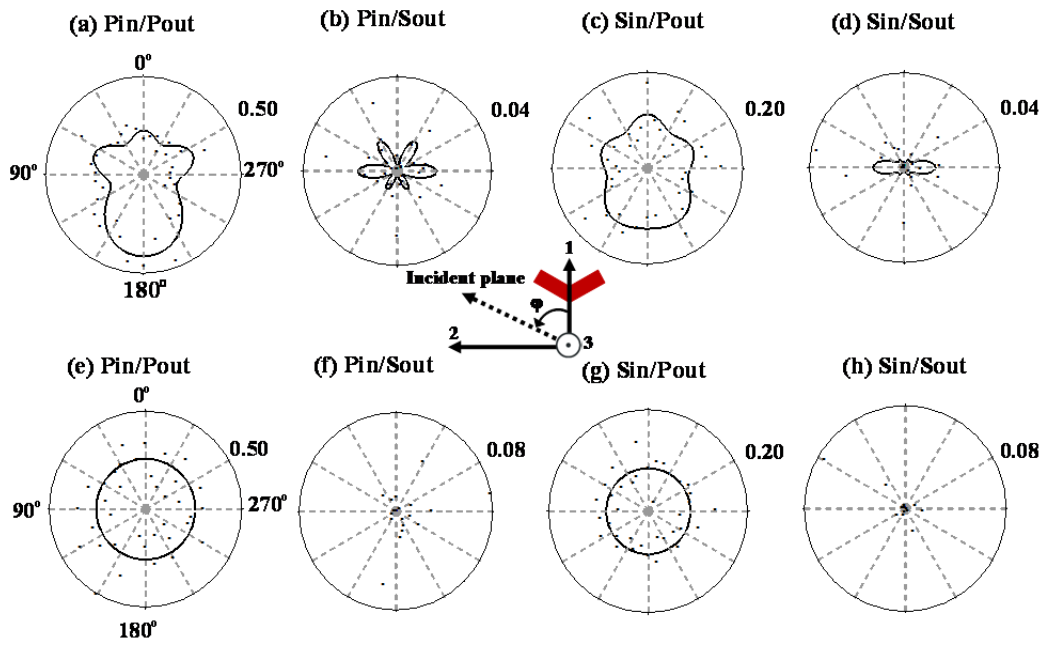 (a) Pin/Pout
(b) Pin/Sout
(c) Sin/Pout
(d) Sin/Sout
0°
0.50
0.04
0.20
0.04
90°
270°
180°
1
Incident plane
φ
2
3
(e) Pin/Pout
(f) Pin/Sout
(g) Sin/Pout
(h) Sin/Sout
0°
0.50
0.08
0.20
0.08
90°
270°
180°